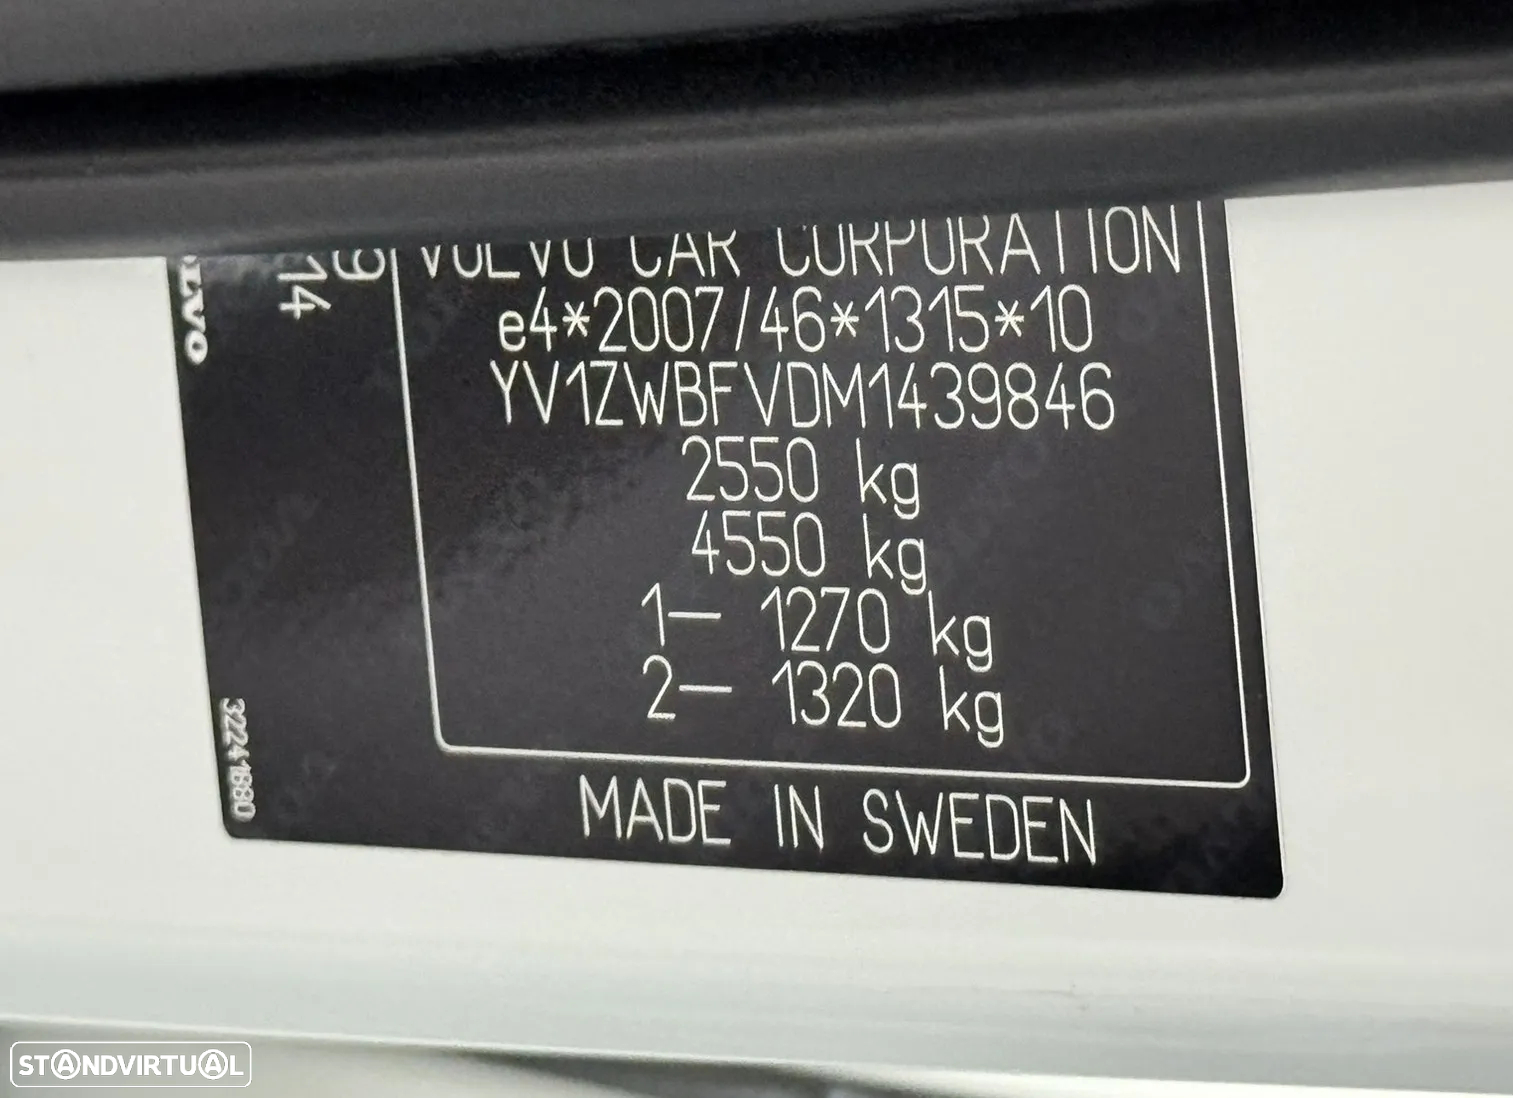 VOLVO CAR CORPORATION
e4*2007/46*1315*10
YV1ZWBFVDM1439846
2550 kg
4550 kg
1- 1270 kg
2- 1320 kg
MADE IN SWEDEN
9
14
32241880
STANDVIRTUAL